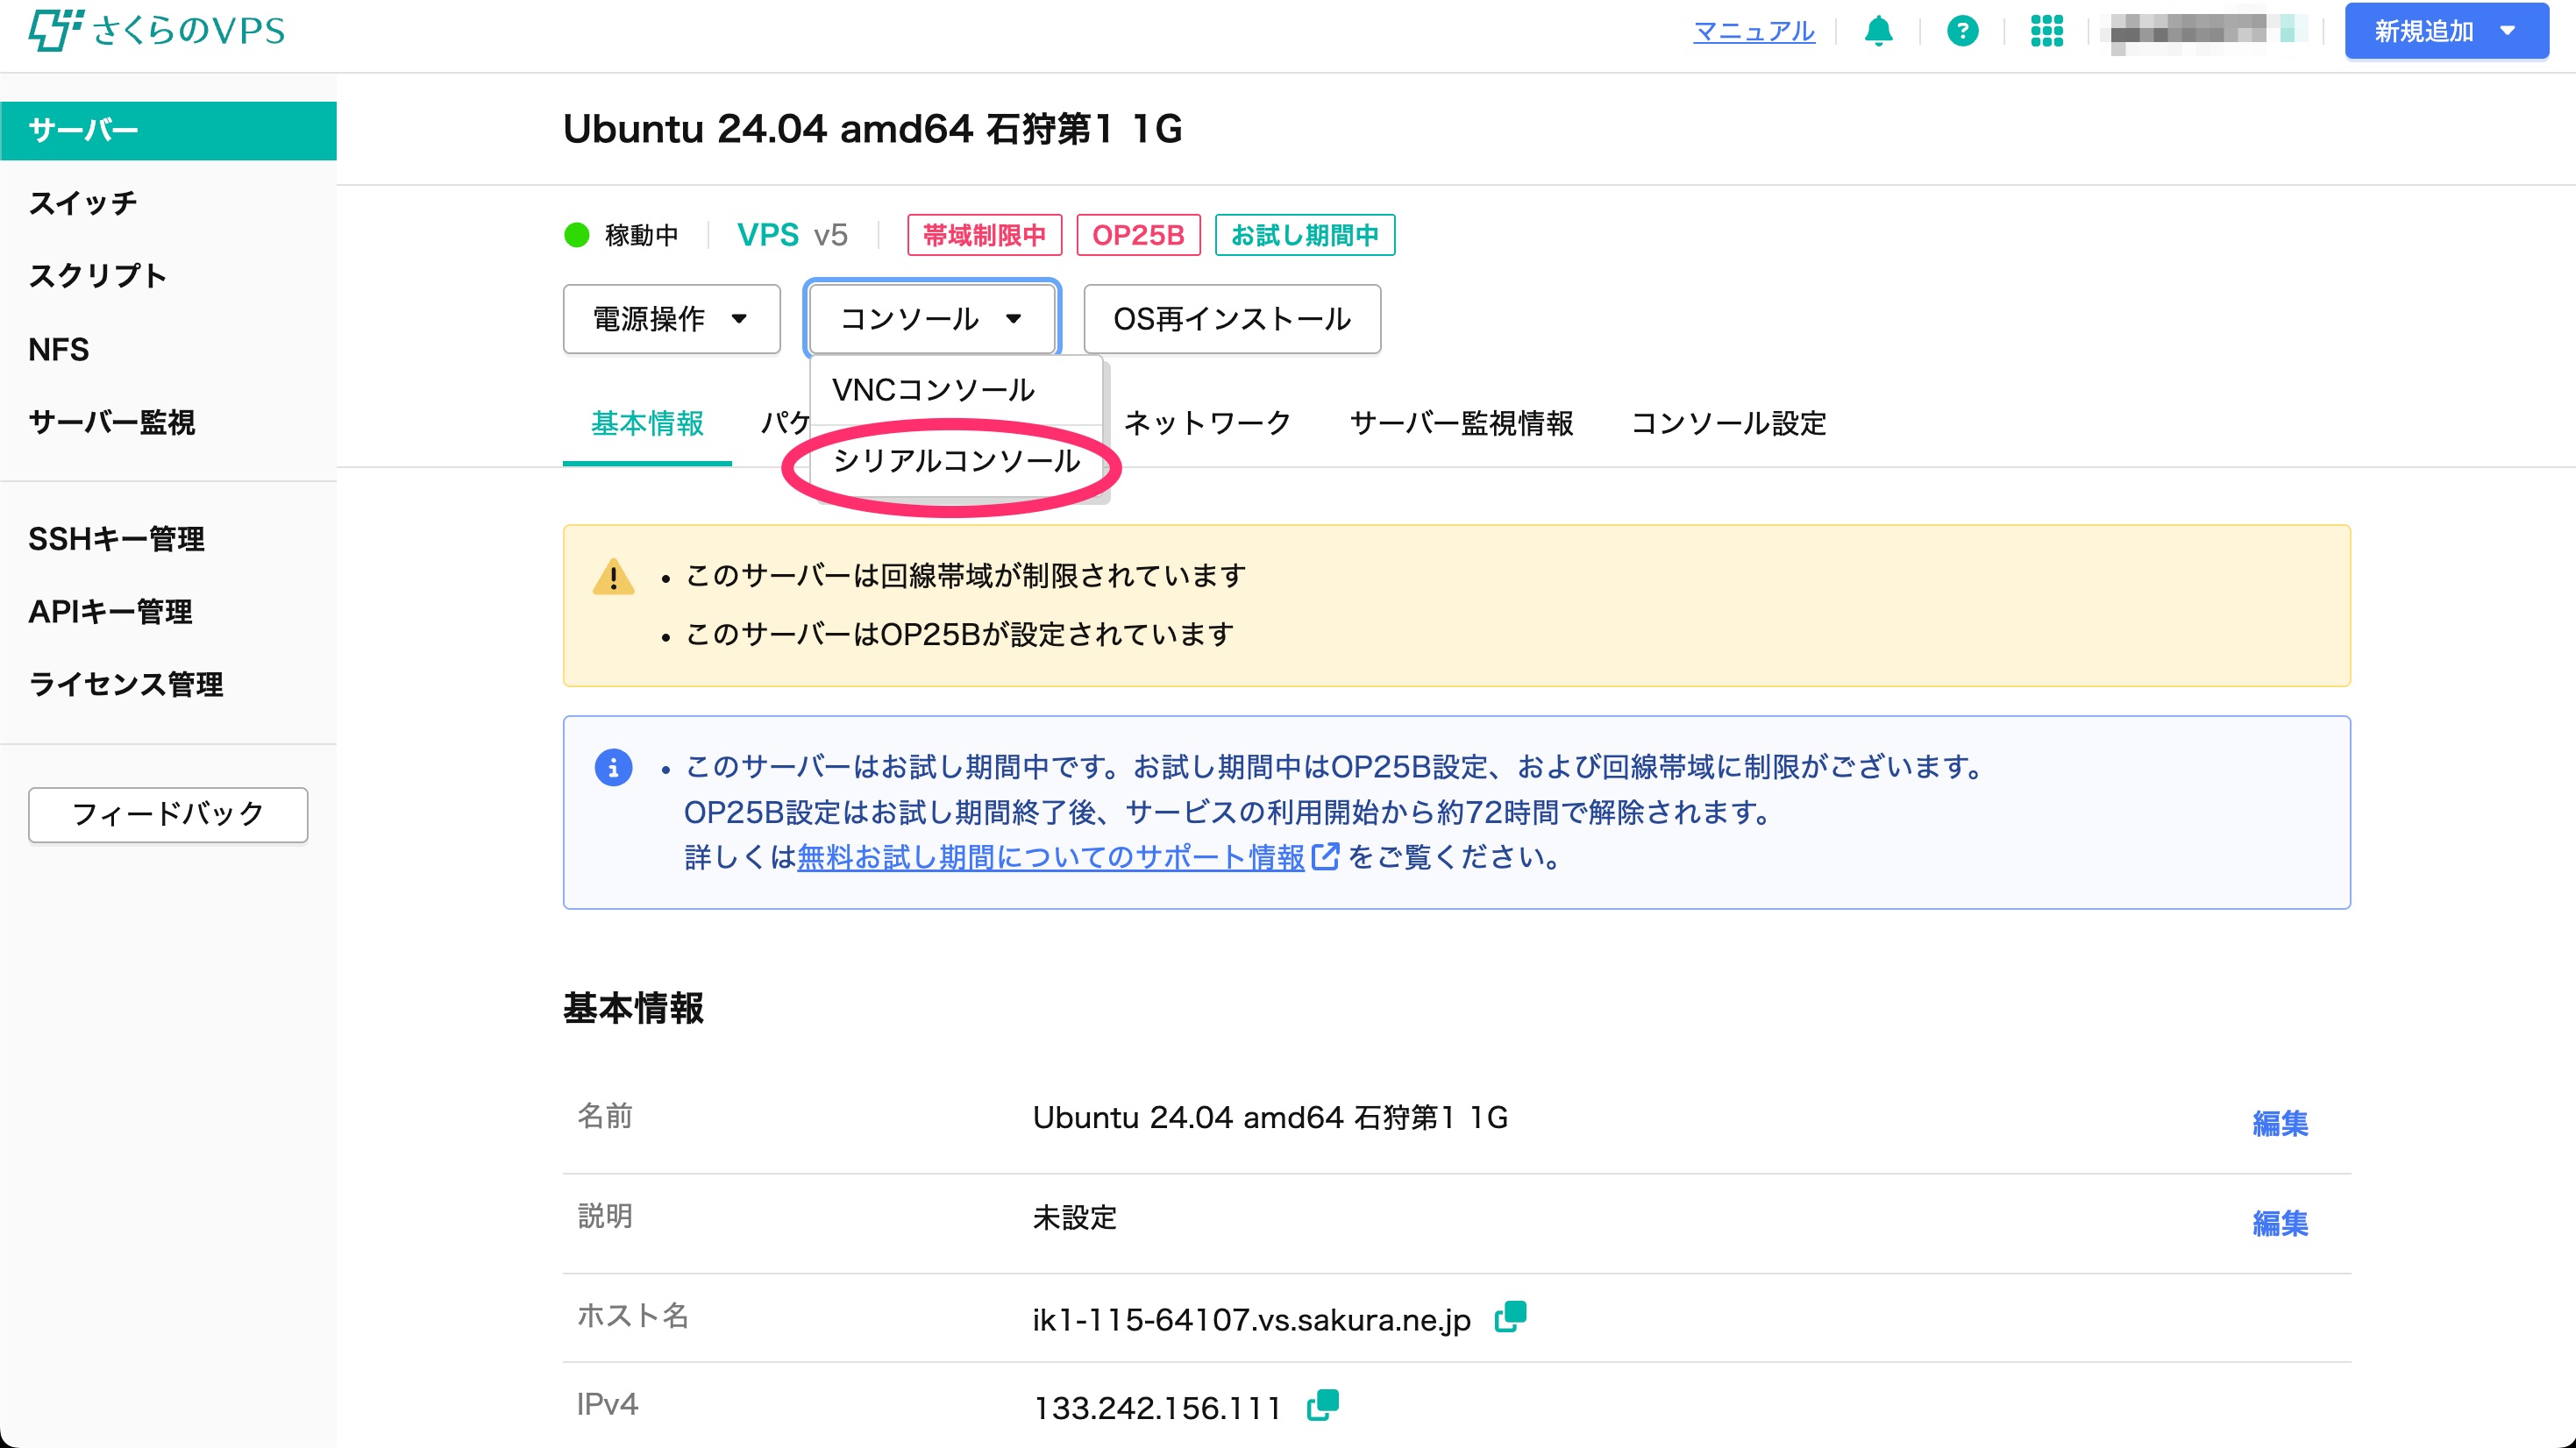 さくらのVPS
マニュアル
新規追加
サーバー
スイッチ
スクリプト
NFS
サーバー監視
SSHキー管理
APIキー管理
ライセンス管理
フィードバック
Ubuntu 24.04 amd64 石狩第1 1G
稼動中 VPS v5 帯域制限中 OP25B お試し期間中
電源操作 コンソール OS再インストール
VNCコンソール
シリアルコンソール
基本情報 パケ ネットワーク サーバー監視情報 コンソール設定
• このサーバーは回線帯域が制限されています
• このサーバーはOP25Bが設定されています
• このサーバーはお試し期間中です。お試し期間中はOP25B設定、および回線帯域に制限がございます。
OP25B設定はお試し期間終了後、サービスの利用開始から約72時間で解除されます。
詳しくは無料お試し期間についてのサポート情報 をご覧ください。
基本情報
名前 Ubuntu 24.04 amd64 石狩第1 1G 編集
説明 未設定 編集
ホスト名 ik1-115-64107.vs.sakura.ne.jp
IPv4 133.242.156.111